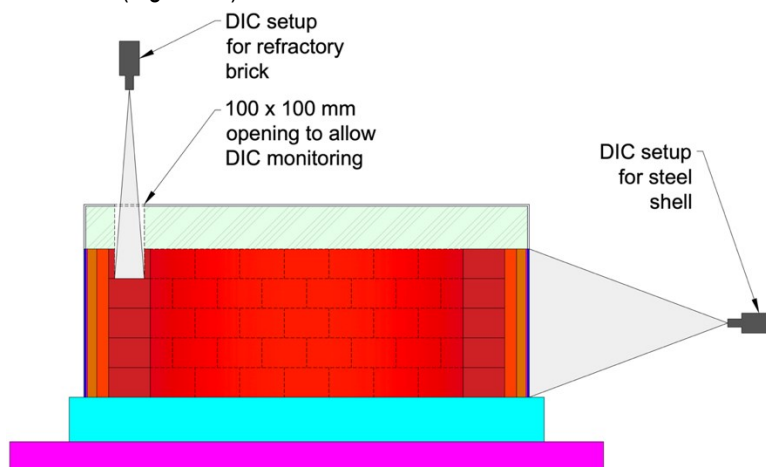 DIC setup
for refractory
brick
100 x 100 mm
opening to allow
DIC monitoring
DIC setup
for steel
shell